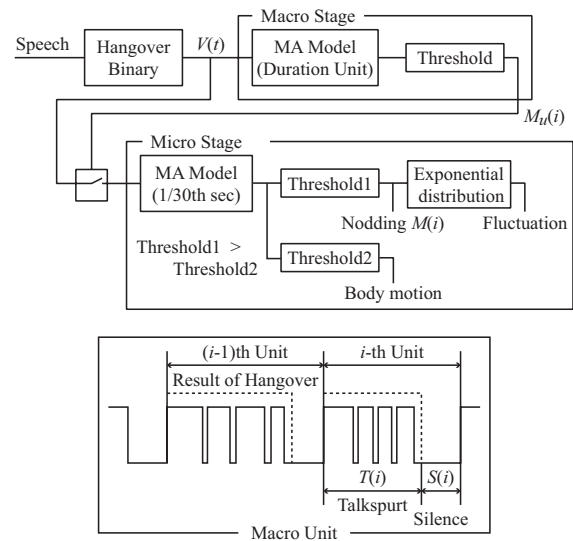 Macro Stage
Speech
Hangover
Binary
V(t)
MA Model
(Duration Unit)
Threshold
Mu(i)
Micro Stage
MA Model
(1/30th sec)
Threshold1
Exponential
distribution
Nodding M(i)
Fluctuation
Threshold1 >
Threshold2
Threshold2
Body motion
(i-1)th Unit
i-th Unit
Result of Hangover
T(i)
S(i)
Talkspurt
Silence
Macro Unit